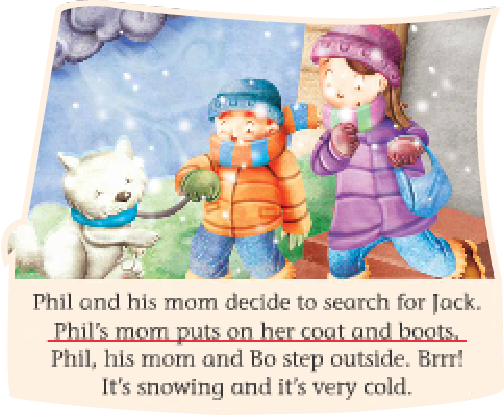 Phil and his mom decide to search for Jack.
Phil's mom puts on her coat and boots.
Phil, his mom and Bo step outside. Brrr!
It's snowing and it's very cold.